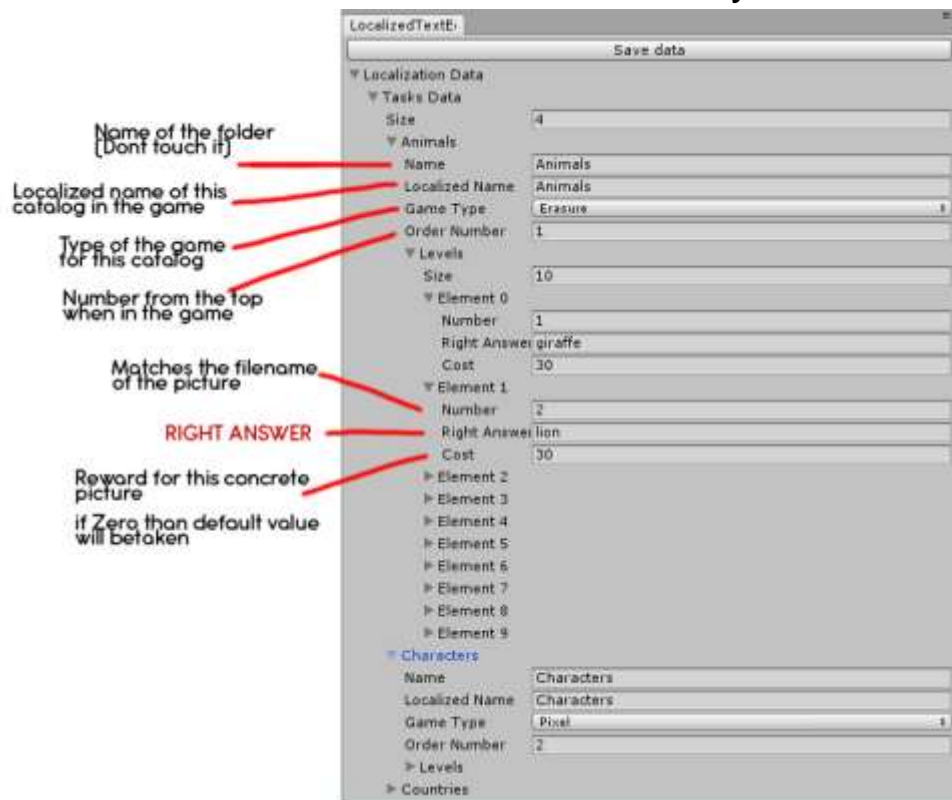 LocalizedTextE
Save data
Localization Data
Tasks Data
Size 4
Animals
Name of the folder
(Dont touch it)
Name Animals
Localized name of this
catalog in the game
Localized Name Animals
Game Type Erasure
Type of the game
for this catalog
Order Number 1
Levels
Number from the top
when in the game
Size 10
Element 0
Number 1
Right Answer giraffe
Cost 30
Matches the filename
of the picture
Element 1
Number 2
RIGHT ANSWER
Right Answer lion
Cost 30
Reward for this concrete
picture
if Zero than default value
will betaken
Element 2
Element 3
Element 4
Element 5
Element 6
Element 7
Element 8
Element 9
Characters
Name Characters
Localized Name Characters
Game Type Pixel
Order Number 2
Levels
Countries